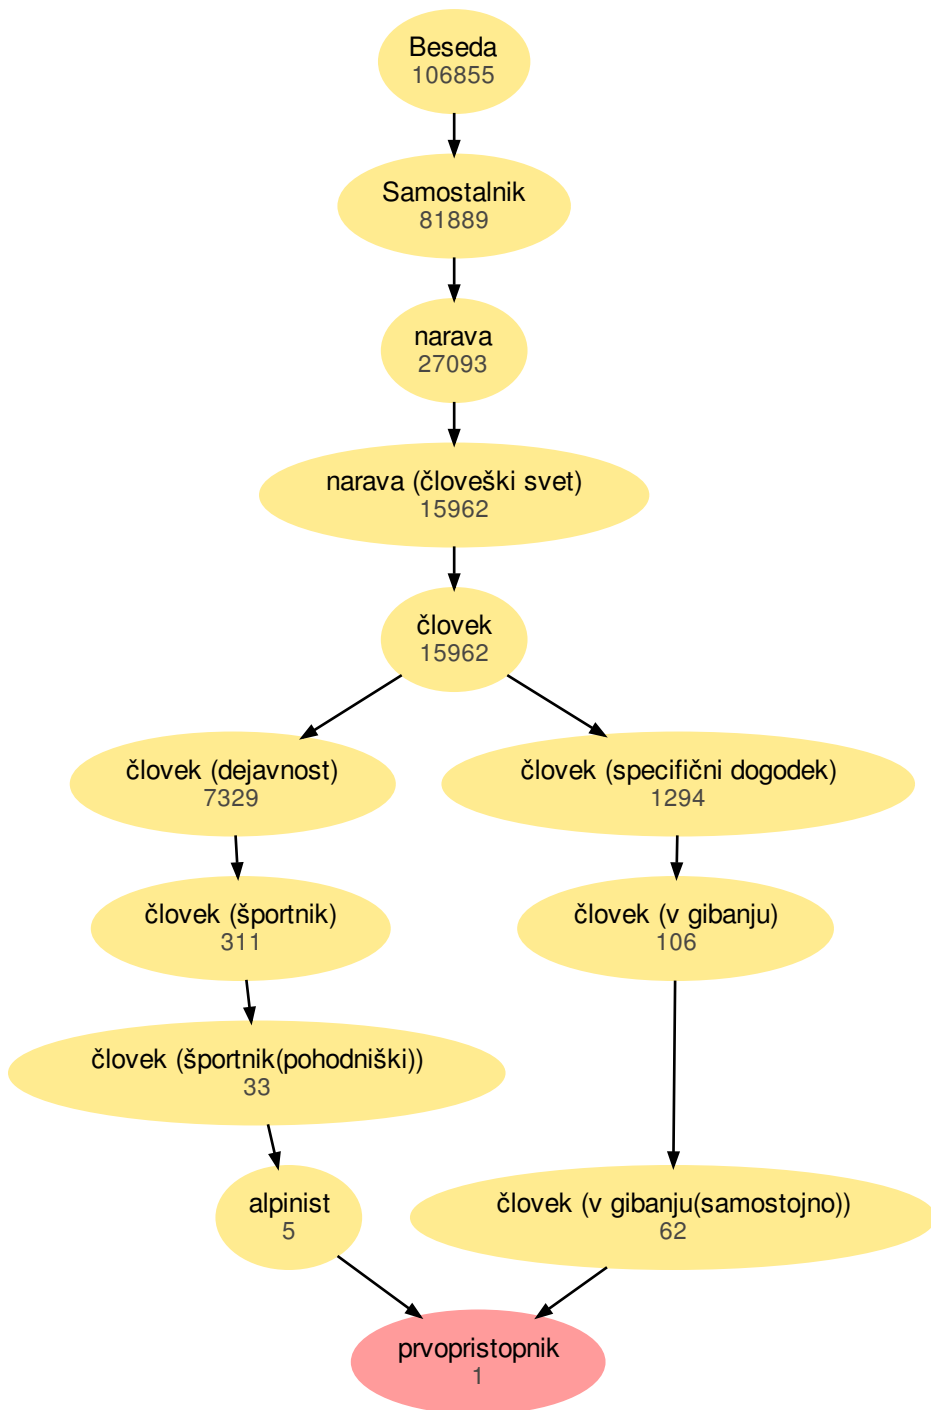 Beseda
106855
Samostalnik
81889
narava
27093
narava (človeški svet)
15962
človek
15962
človek (dejavnost)
7329
človek (specifični dogodek)
1294
človek (športnik)
311
človek (v gibanju)
106
človek (športnik(pohodniški))
33
alpinist
5
človek (v gibanju(samostojno))
62
prvopristopnik
1